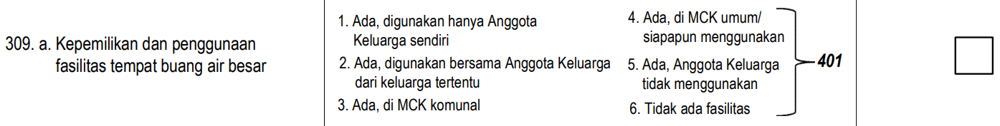 309. a. Kepemilikan dan penggunaan
fasilitas tempat buang air besar
1. Ada, digunakan hanya Anggota
Keluarga sendiri
2. Ada, digunakan bersama Anggota Keluarga
dari keluarga tertentu
3. Ada, di MCK komunal
4. Ada, di MCK umum/
siapapun menggunakan
5. Ada, Anggota Keluarga
tidak menggunakan
6. Tidak ada fasilitas
401